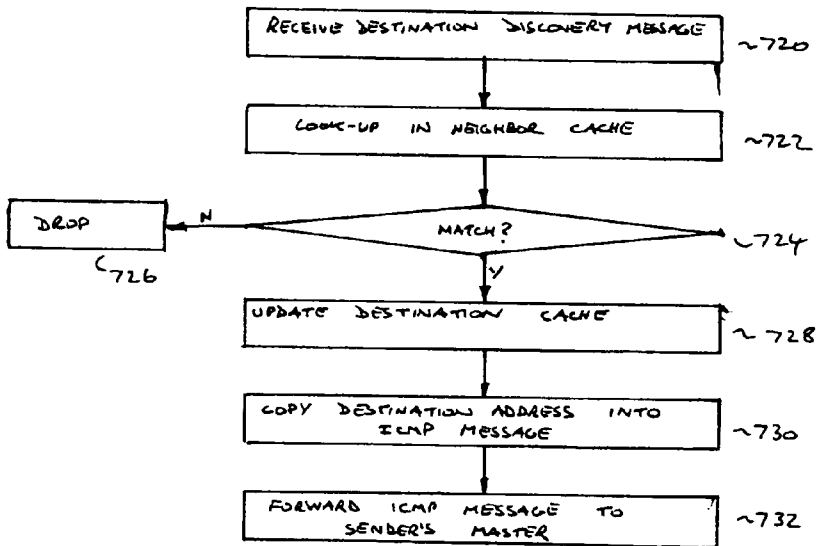 RECEIVE DESTINATION DISCOVERY MESSAGE
~720
LOOK-UP IN NEIGHBOR CACHE
~722
DROP
N
MATCH?
724
726
Y
UPDATE DESTINATION CACHE
~728
COPY DESTINATION ADDRESS INTO
ICMP MESSAGE
~730
FORWARD ICMP MESSAGE TO
SENDER'S MASTER
~732